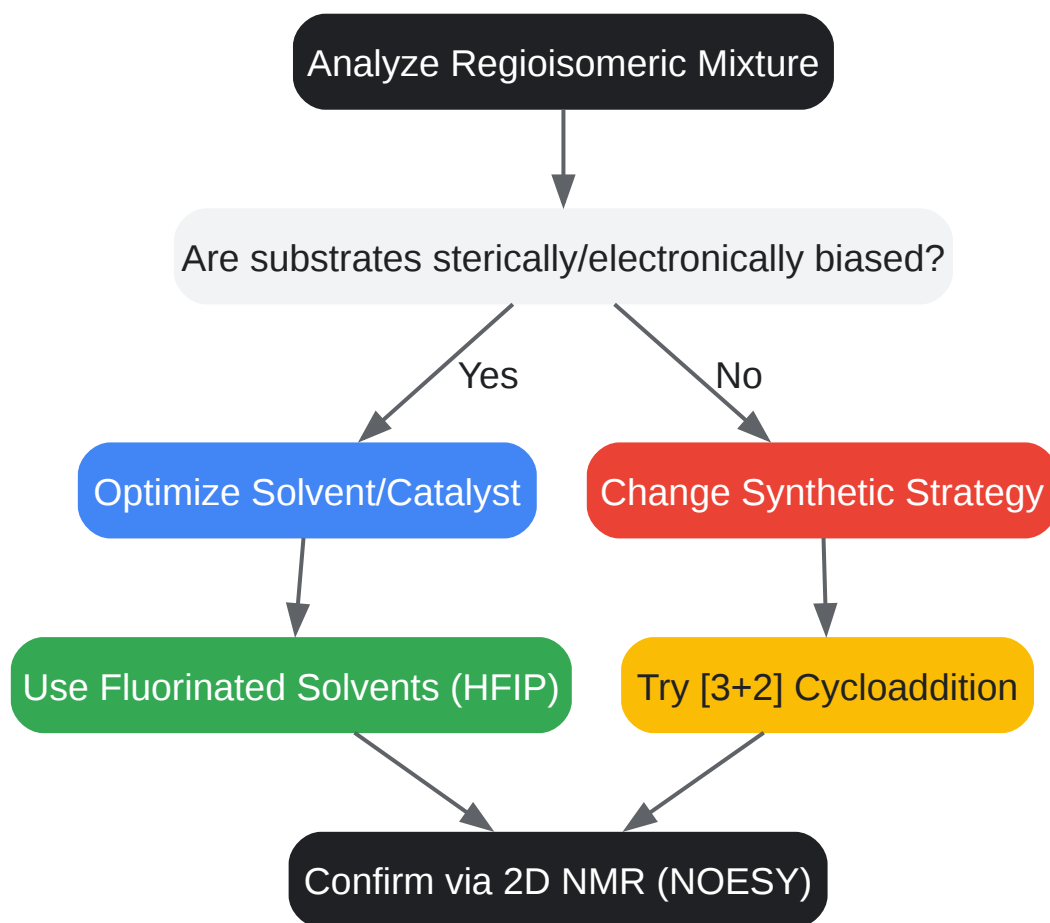 Analyze Regioisomeric Mixture
Are substrates sterically/electronically biased?
Yes
No
Optimize Solvent/Catalyst
Change Synthetic Strategy
Use Fluorinated Solvents (HFIP)
Try [3+2] Cycloaddition
Confirm via 2D NMR (NOESY)